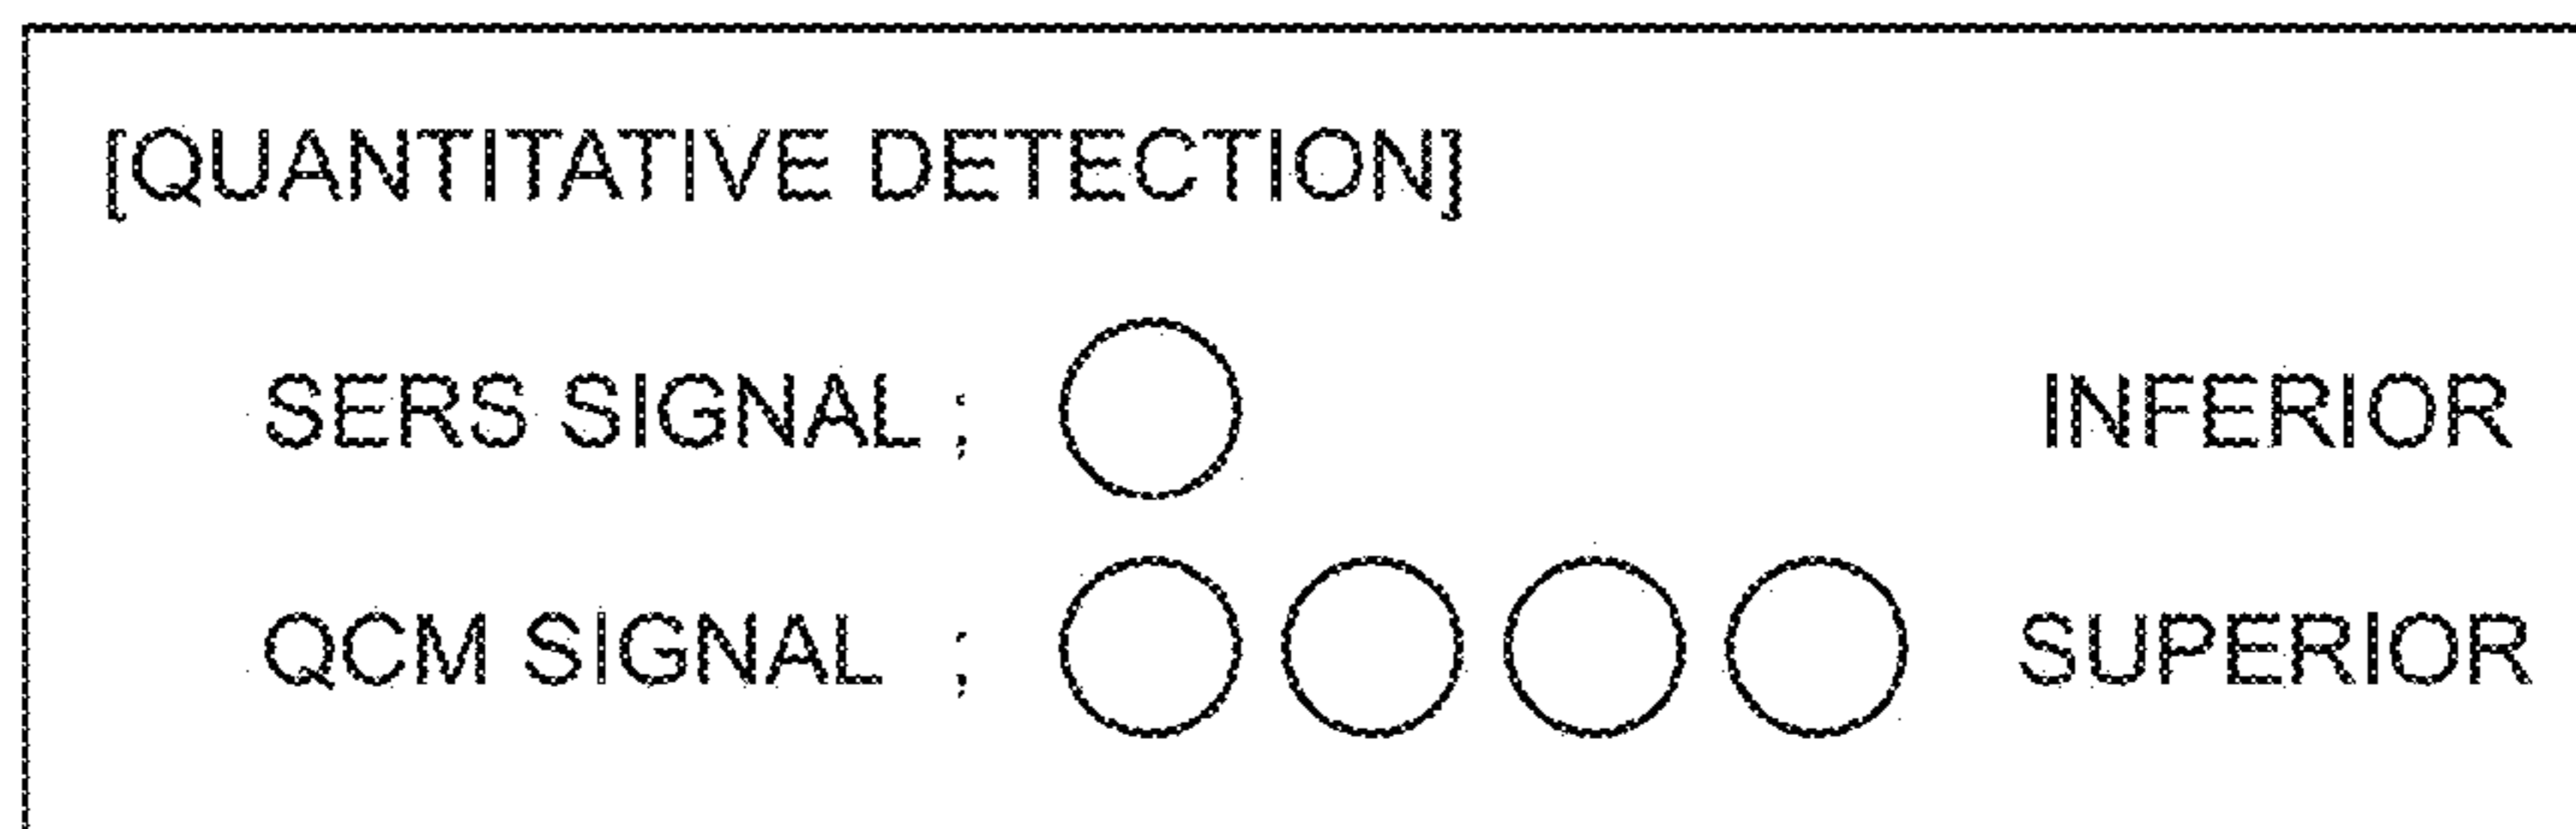 [QUANTITATIVE DETECTION]
SERS SIGNAL ; INFERIOR
QCM SIGNAL ; SUPERIOR